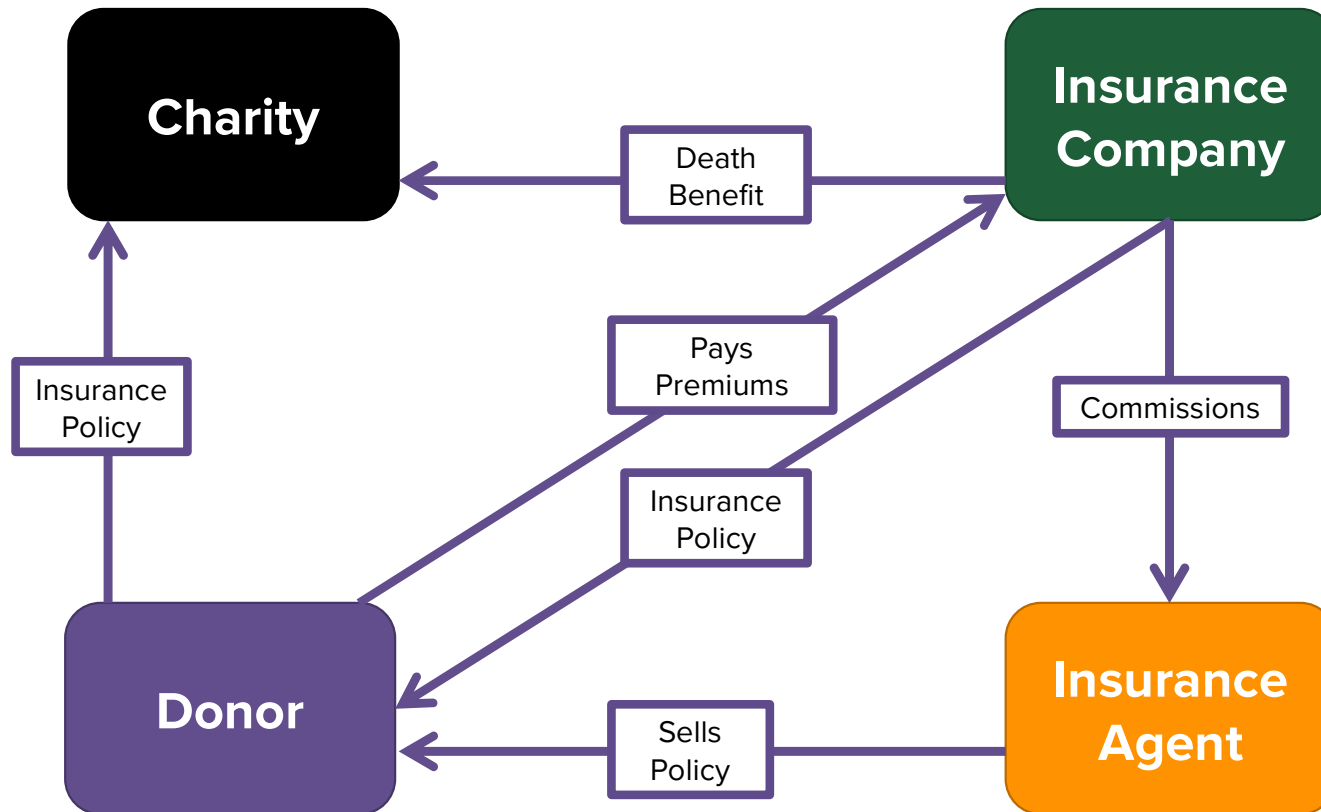 Charity
Insurance
Company
Death
Benefit
Pays
Premiums
Insurance
Policy
Commissions
Insurance
Policy
Donor
Sells
Policy
Insurance
Agent